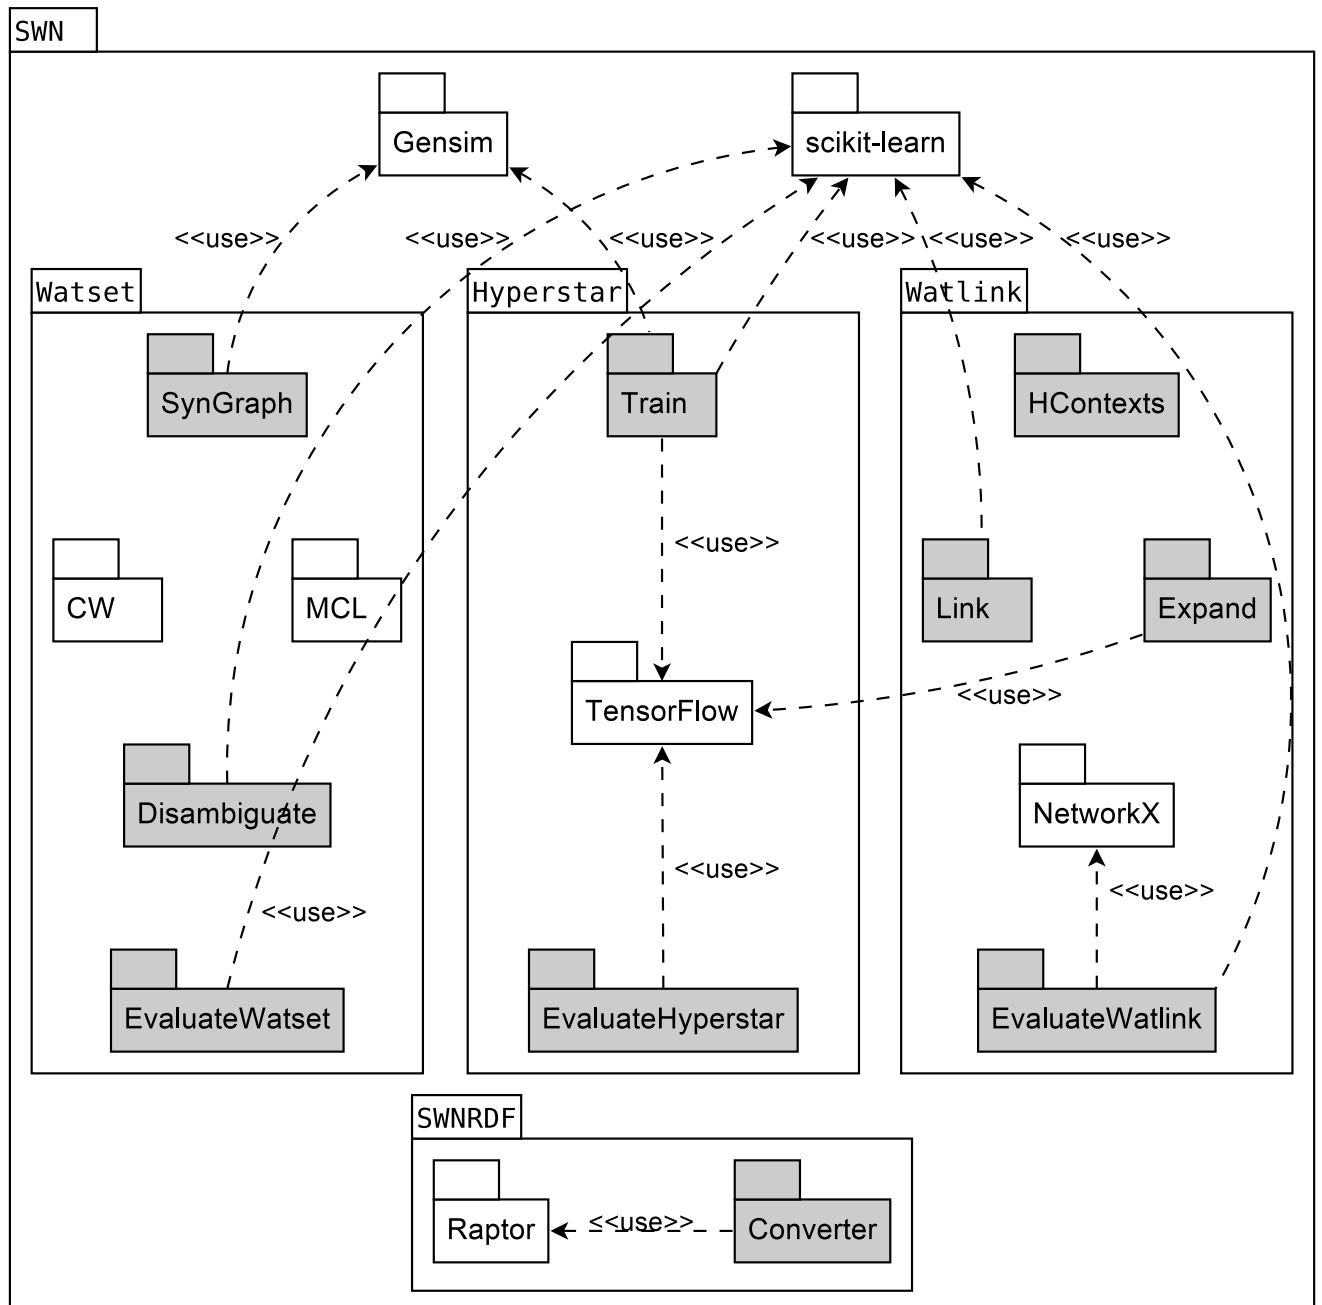 SWN
Gensim
scikit-learn
<<use>>
<<use>>
<<use>>
<<use>>
<<use>>
<<use>>
Watset
Hyperstar
Watlink
SynGraph
Train
HContexts
<<use>>
CW
MCL
Link
Expand
<<use>>
TensorFlow
Disambiguate
NetworkX
<<use>>
<<use>>
<<use>>
EvaluateWatset
EvaluateHyperstar
EvaluateWatlink
SWNRDF
Raptor
<<use>>
Converter